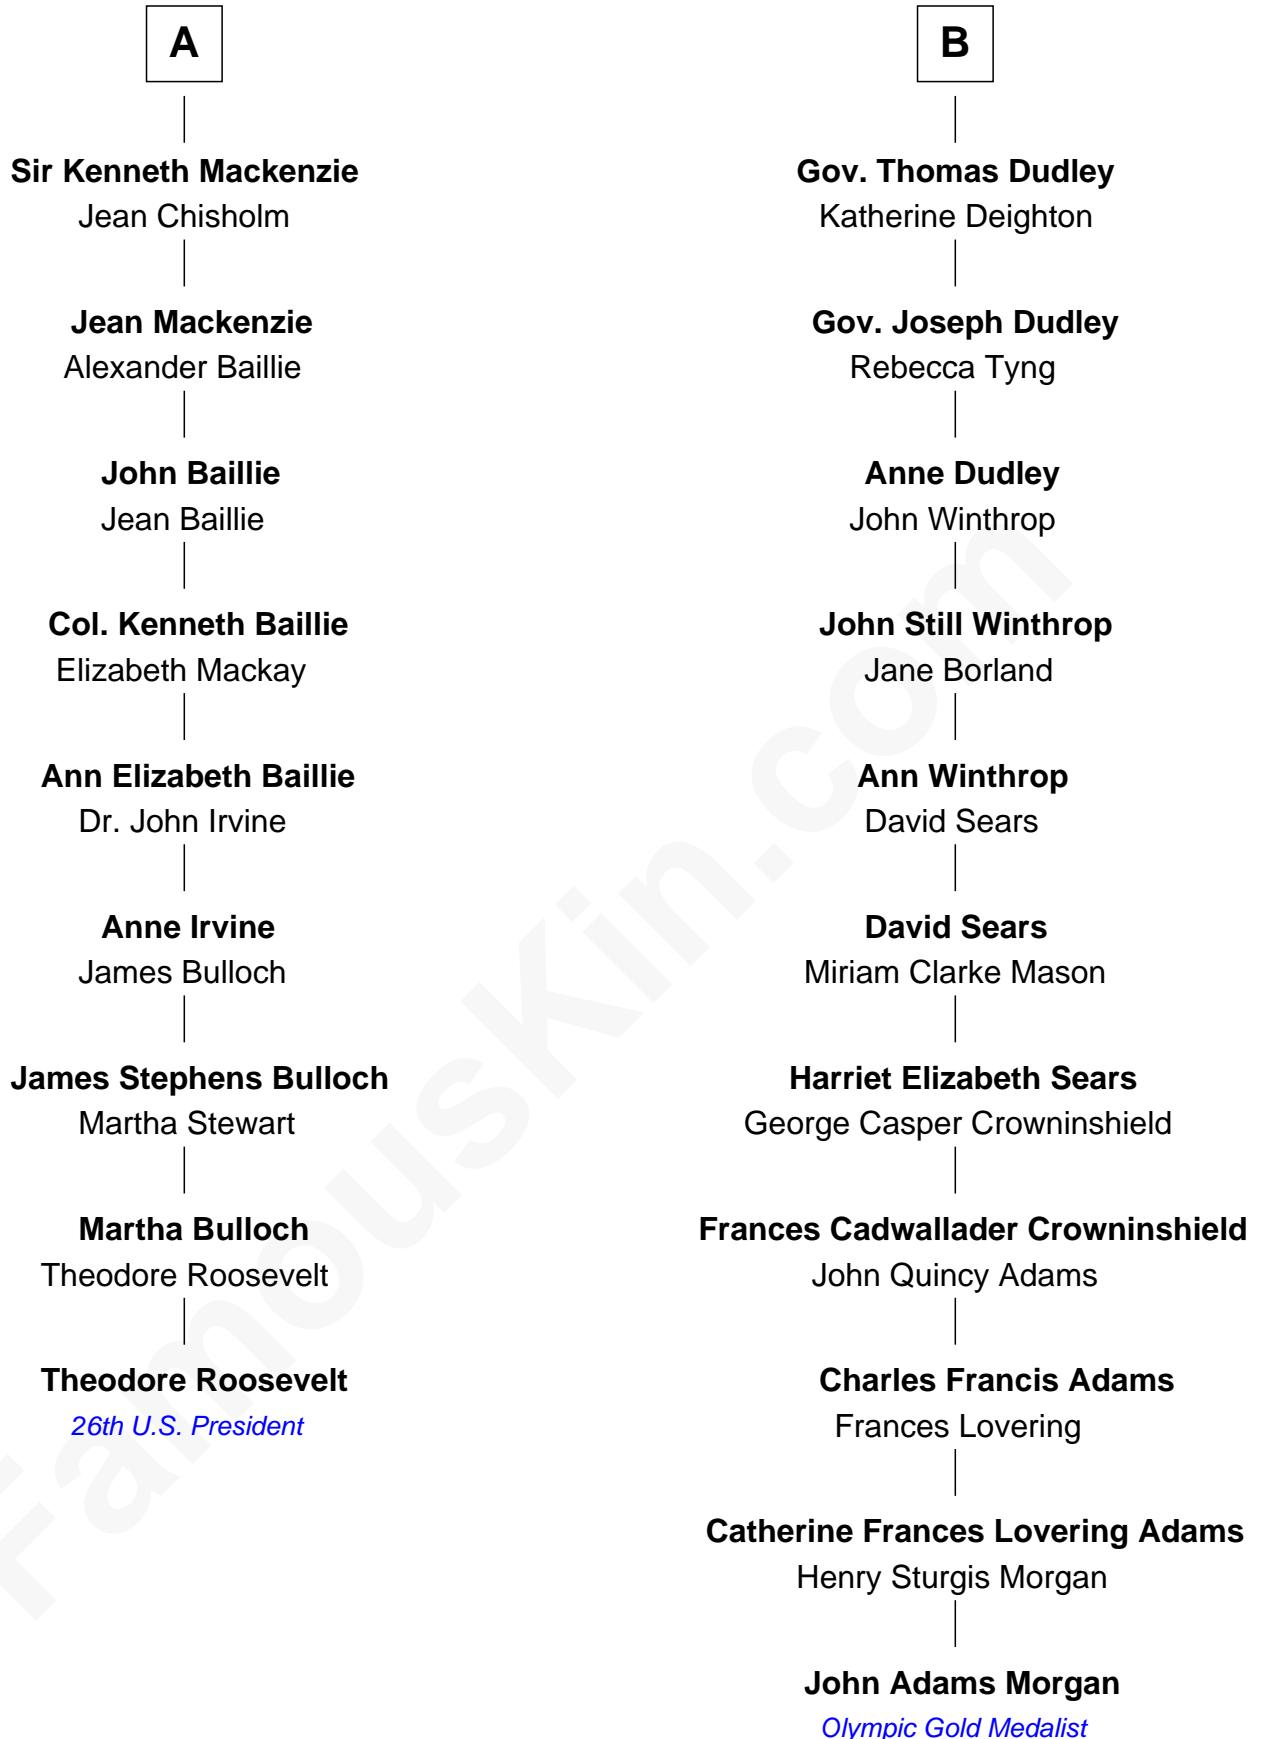 A
Sir Kenneth Mackenzie
Jean Chisholm
Jean Mackenzie
Alexander Baillie
John Baillie
Jean Baillie
Col. Kenneth Baillie
Elizabeth Mackay
Ann Elizabeth Baillie
Dr. John Irvine
Anne Irvine
James Bulloch
James Stephens Bulloch
Martha Stewart
Martha Bulloch
Theodore Roosevelt
Theodore Roosevelt
26th U.S. President
B
Gov. Thomas Dudley
Katherine Deighton
Gov. Joseph Dudley
Rebecca Tyng
Anne Dudley
John Winthrop
John Still Winthrop
Jane Borland
Ann Winthrop
David Sears
David Sears
Miriam Clarke Mason
Harriet Elizabeth Sears
George Casper Crowninshield
Frances Cadwallader Crowninshield
John Quincy Adams
Charles Francis Adams
Frances Lovering
Catherine Frances Lovering Adams
Henry Sturgis Morgan
John Adams Morgan
Olympic Gold Medalist
FamousKin.com